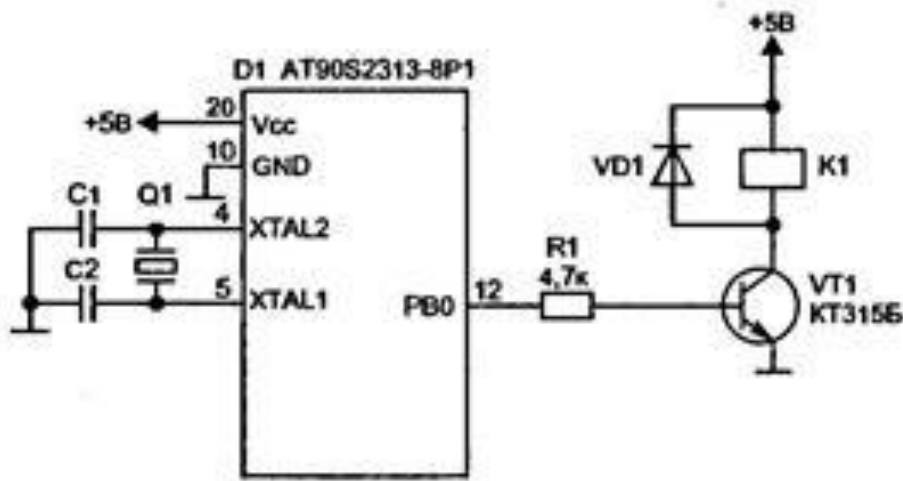 +5В
D1 AT90S2313-8P1
+5В
20
Vcc
10
GND
C1
Q1
4
XTAL2
C2
5
XTAL1
PB0
12
R1
4,7к
VD1
K1
VT1
КТ315Б